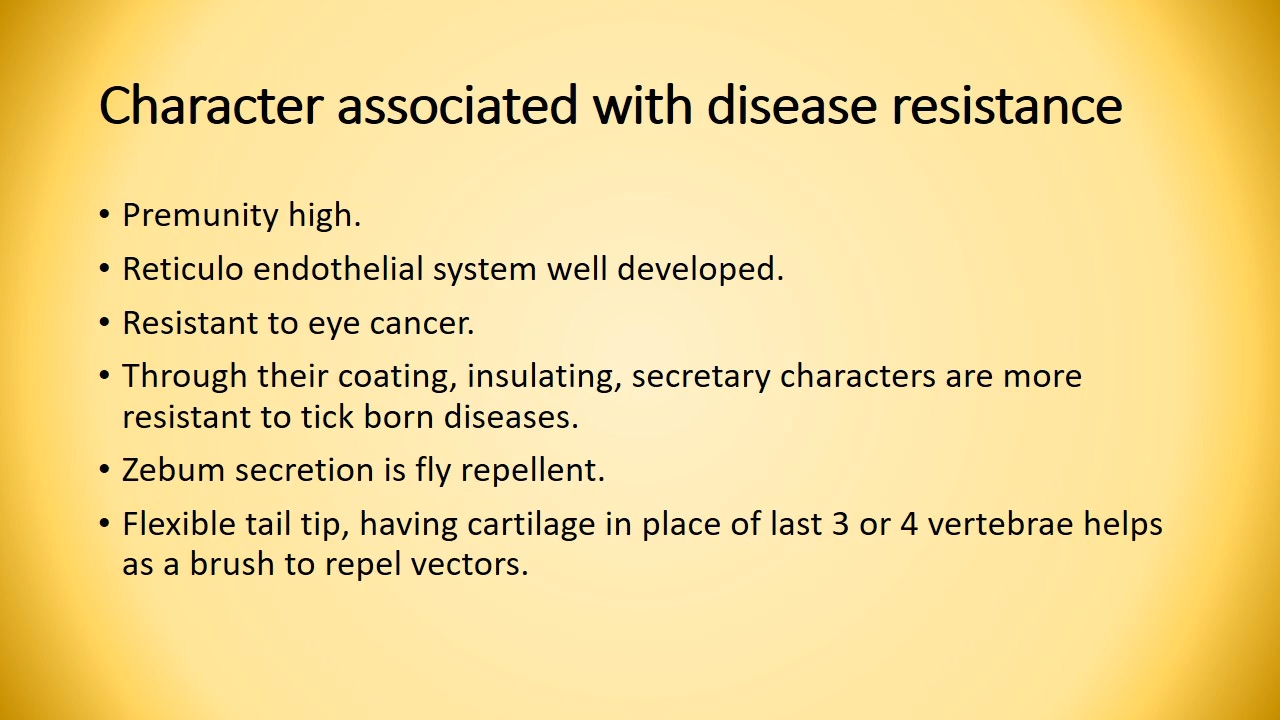 Character associated with disease resistance
• Premunity high.
• Reticulo endothelial system well developed.
• Resistant to eye cancer.
• Through their coating, insulating, secretary characters are more
resistant to tick born diseases.
• Zebum secretion is fly repellent.
• Flexible tail tip, having cartilage in place of last 3 or 4 vertebrae helps
as a brush to repel vectors.